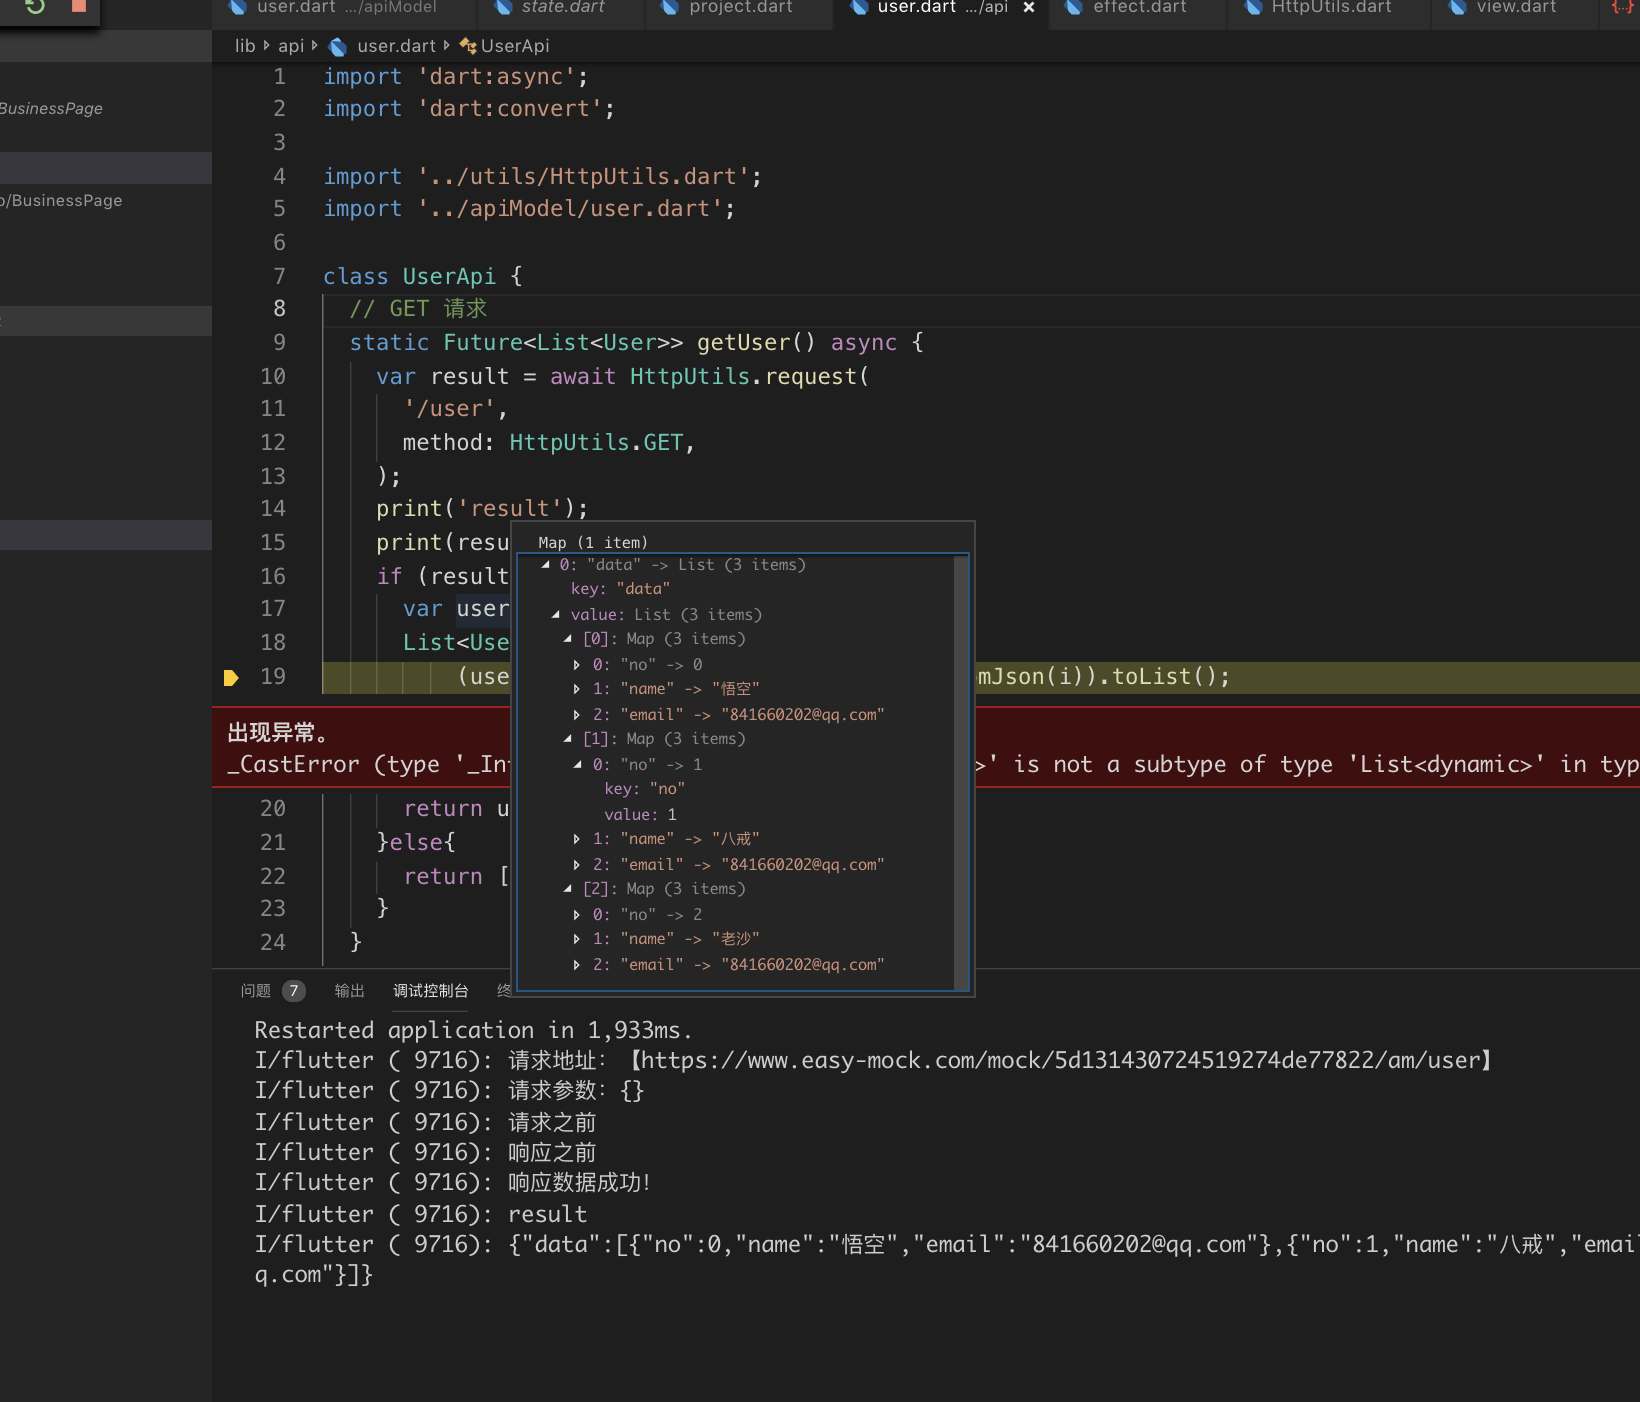 user.dart .../apiModel
state.dart
project.dart
user.dart .../api ×
effect.dart
HttpUtils.dart
view.dart
{..}
lib api user.dart UserApi
BusinessPage
/BusinessPage
1 import 'dart:async';
2 import 'dart:convert';
3
4 import '../utils/HttpUtils.dart';
5 import '../apiModel/user.dart';
6
7 class UserApi {
8 // GET 请求
9 static Future<List<User>> getUser() async {
10 var result = await HttpUtils.request(
11 '/user',
12 method: HttpUtils.GET,
13 );
14 print('result');
15 print(resu
16 if (result
17 var user
18 List<Use
19 (use mJson(i)).toList();
出现异常。
_CastError (type '_In >' is not a subtype of type 'List<dynamic>' in typ
20 return u
21 }else{
22 return [
23 }
24 }
Map (1 item)
0: "data" -> List (3 items)
key: "data"
value: List (3 items)
[0]: Map (3 items)
0: "no" -> 0
1: "name" -> "悟空"
2: "email" -> "841660202@qq.com"
[1]: Map (3 items)
0: "no" -> 1
key: "no"
value: 1
1: "name" -> "八戒"
2: "email" -> "841660202@qq.com"
[2]: Map (3 items)
0: "no" -> 2
1: "name" -> "老沙"
2: "email" -> "841660202@qq.com"
问题 7 输出 调试控制台 终
Restarted application in 1,933ms.
I/flutter ( 9716): 请求地址：【https://www.easy-mock.com/mock/5d131430724519274de77822/am/user】
I/flutter ( 9716): 请求参数：{}
I/flutter ( 9716): 请求之前
I/flutter ( 9716): 响应之前
I/flutter ( 9716): 响应数据成功！
I/flutter ( 9716): result
I/flutter ( 9716): {"data":[{"no":0,"name":"悟空","email":"841660202@qq.com"},{"no":1,"name":"八戒","email
q.com"}]}